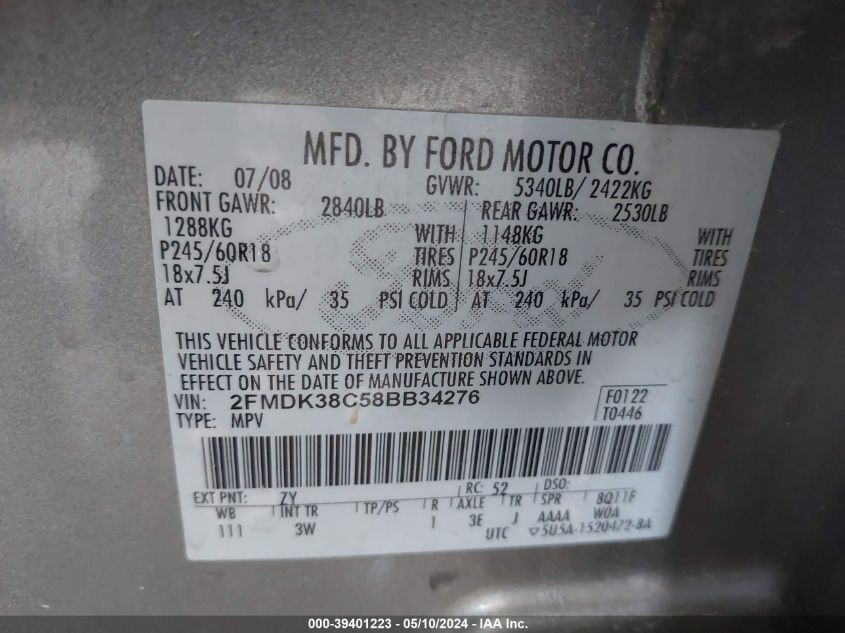 MFD. BY FORD MOTOR CO.
DATE: 07/08 GVWR: 5340LB/ 2422KG
FRONT GAWR: 2840LB REAR GAWR: 2530LB
1288KG WITH 1148KG WITH
P245/60R18 TIRES P245/60R18 TIRES
18x7.5J RIMS 18x7.5J RIMS
AT 240 kPa/ 35 PSI COLD AT 240 kPa/ 35 PSI COLD
THIS VEHICLE CONFORMS TO ALL APPLICABLE FEDERAL MOTOR
VEHICLE SAFETY AND THEFT PREVENTION STANDARDS IN
EFFECT ON THE DATE OF MANUFACTURE SHOWN ABOVE.
VIN: 2FMDK38C58BB34276 F0122
TYPE: MPV T0446
EXT PNT: ZY RC: 52 DSO:
WB INT TR TP/PS R AXLE TR SPR 8Q11F
111 3W 1 3E J AAAA W0A
UTC ▽5U5A-1520472-BA
000-39401223 - 05/10/2024 - IAA Inc.